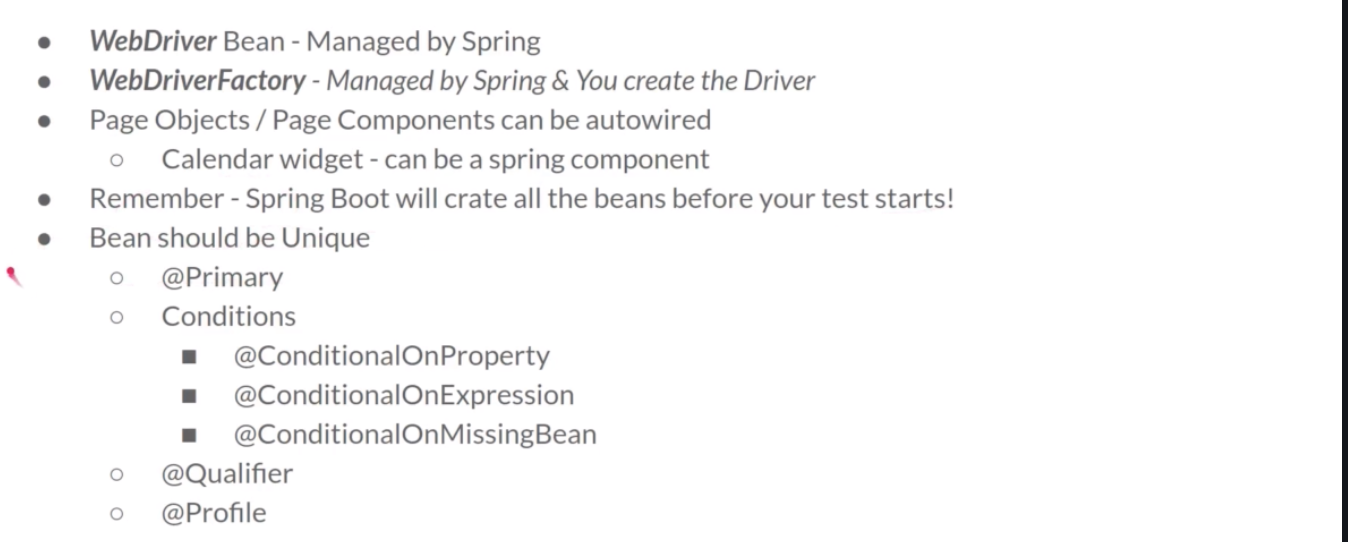 WebDriver Bean - Managed by Spring
WebDriverFactory - Managed by Spring & You create the Driver
Page Objects / Page Components can be autowired
Calendar widget - can be a spring component
Remember - Spring Boot will crate all the beans before your test starts!
Bean should be Unique
@Primary
Conditions
@ConditionalOnProperty
@ConditionalOnExpression
@ConditionalOnMissingBean
@Qualifier
@Profile